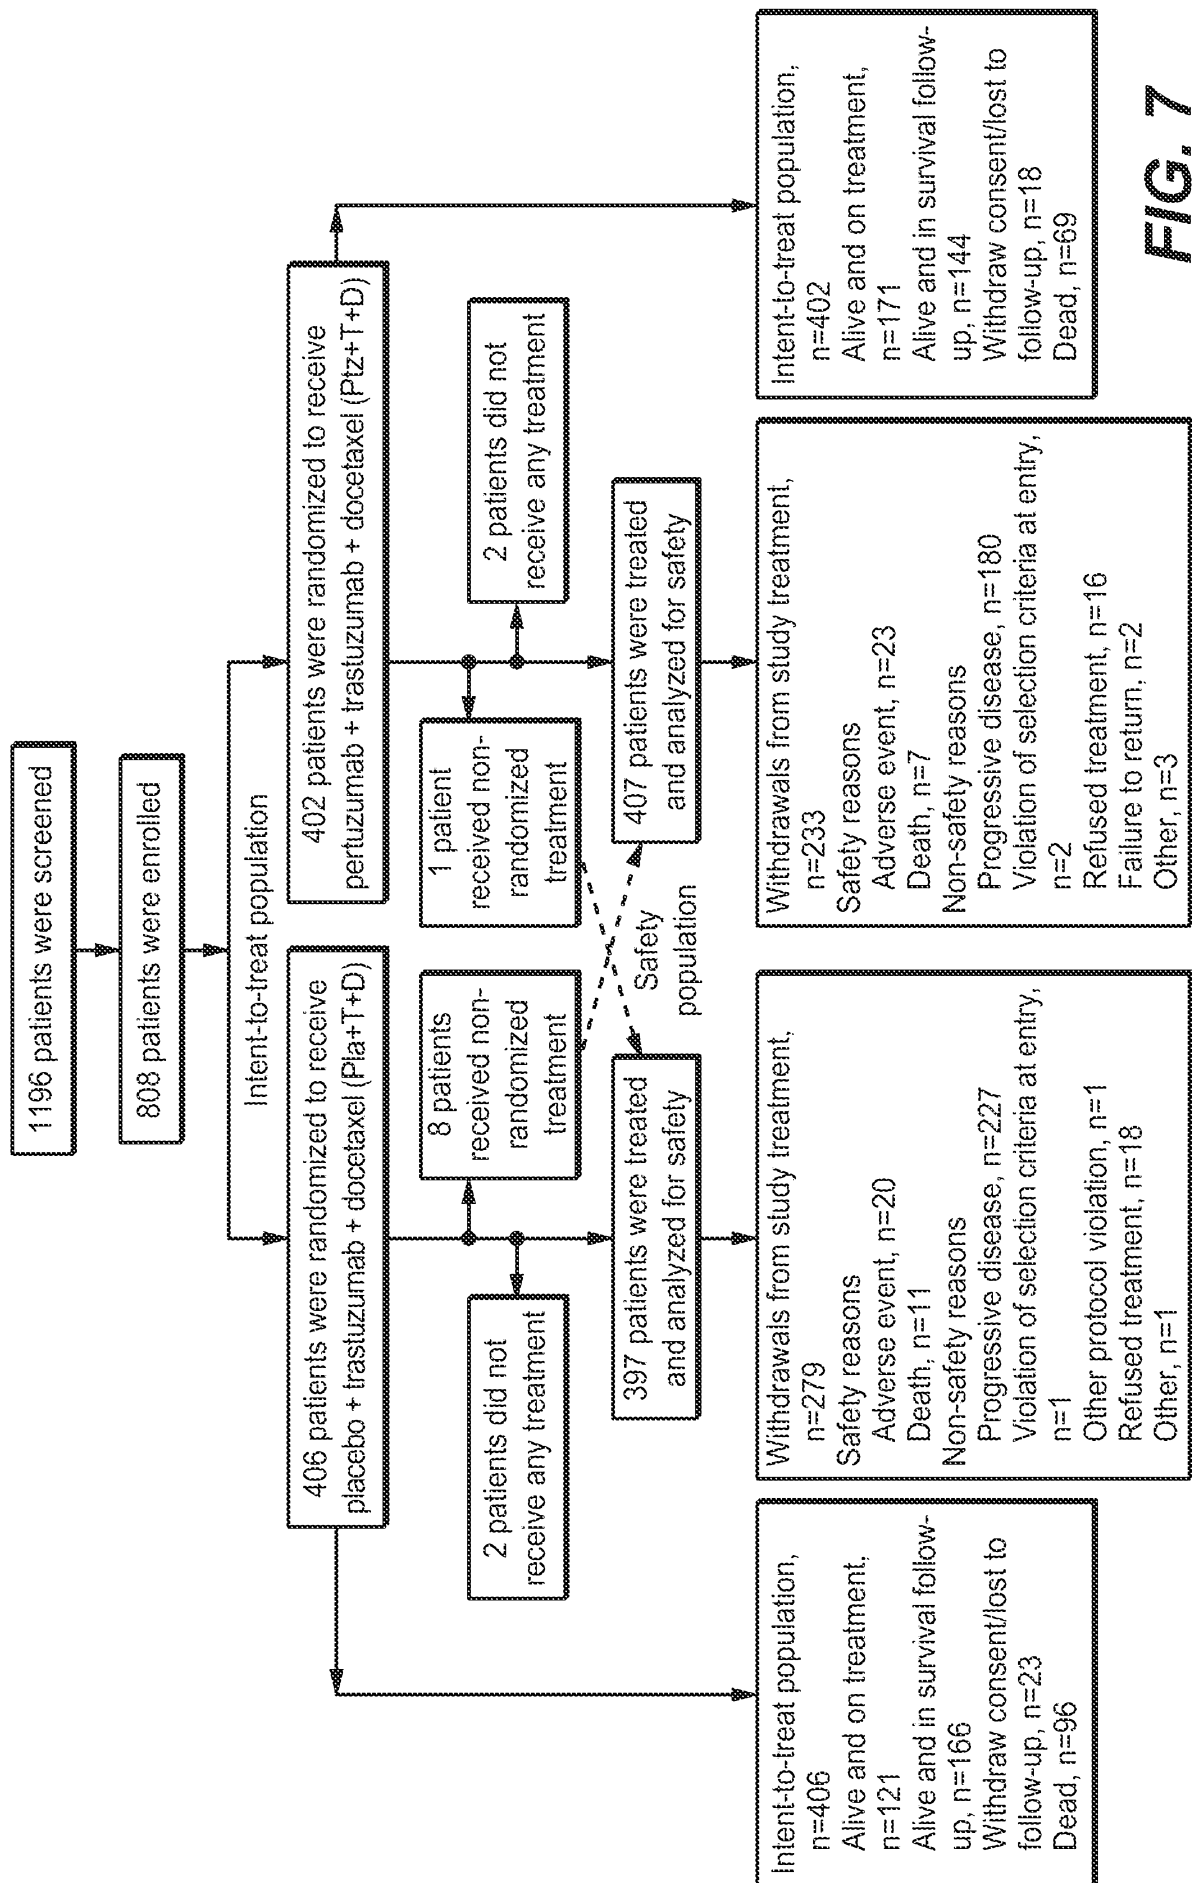 1196 patients were screened
808 patients were enrolled
Intent-to-treat population
406 patients were randomized to receive
placebo + trastuzumab + docetaxel (Pla+T+D)
402 patients were randomized to receive
pertuzumab + trastuzumab + docetaxel (Ptz+T+D)
2 patients did not
receive any treatment
8 patients
received non-
randomized
treatment
1 patient
received non-
randomized
treatment
2 patients did not
receive any treatment
Safety
population
397 patients were treated
and analyzed for safety
407 patients were treated
and analyzed for safety
Intent-to-treat population,
n=406
Alive and on treatment,
n=121
Alive and in survival follow-
up, n=166
Withdraw consent/lost to
follow-up, n=23
Dead, n=96
Withdrawals from study treatment,
n=279
Safety reasons
Adverse event, n=20
Death, n=11
Non-safety reasons
Progressive disease, n=227
Violation of selection criteria at entry,
n=1
Other protocol violation, n=1
Refused treatment, n=18
Other, n=1
Withdrawals from study treatment,
n=233
Safety reasons
Adverse event, n=23
Death, n=7
Non-safety reasons
Progressive disease, n=180
Violation of selection criteria at entry,
n=2
Refused treatment, n=16
Failure to return, n=2
Other, n=3
Intent-to-treat population,
n=402
Alive and on treatment,
n=171
Alive and in survival follow-
up, n=144
Withdraw consent/lost to
follow-up, n=18
Dead, n=69
FIG. 7